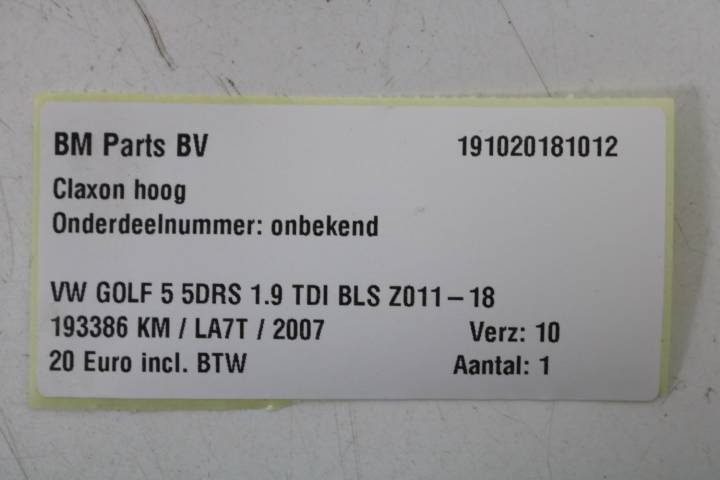 BM Parts BV 191020181012
Claxon hoog
Onderdeelnummer: onbekend
VW GOLF 5 5DRS 1.9 TDI BLS Z011-18
193386 KM / LA7T / 2007 Verz: 10
20 Euro incl. BTW Aantal: 1